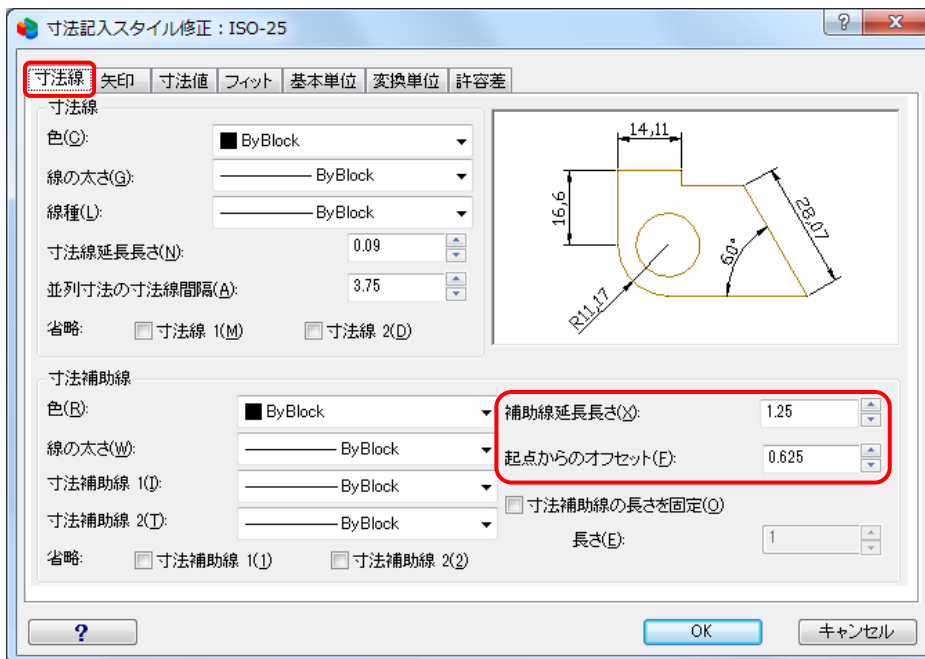 寸法記入スタイル修正：ISO-25
?
寸法線 矢印 寸法値 フィット 基本単位 変換単位 許容差
寸法線
色(C): ByBlock
線の太さ(G): ByBlock
線種(L): ByBlock
寸法線延長長さ(N): 0.09
並列寸法の寸法線間隔(A): 3.75
省略: 寸法線 1(M) 寸法線 2(D)
14,11
16,6
28,07
60°
R11,17
寸法補助線
色(R): ByBlock
線の太さ(W): ByBlock
寸法補助線 1(I): ByBlock
寸法補助線 2(T): ByBlock
省略: 寸法補助線 1(1) 寸法補助線 2(2)
補助線延長長さ(X): 1.25
起点からのオフセット(F): 0.625
寸法補助線の長さを固定(O)
長さ(E): 1
?
OK
キャンセル